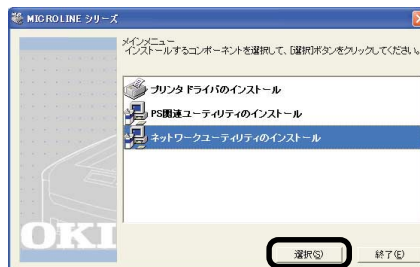 MICROLINE シリーズ
メインメニュー
インストールするコンポーネントを選択して、[選択]ボタンをクリックしてください。
プリンタドライバのインストール
PS関連ユーティリティのインストール
ネットワークユーティリティのインストール
OKI
選択(S)
終了(E)